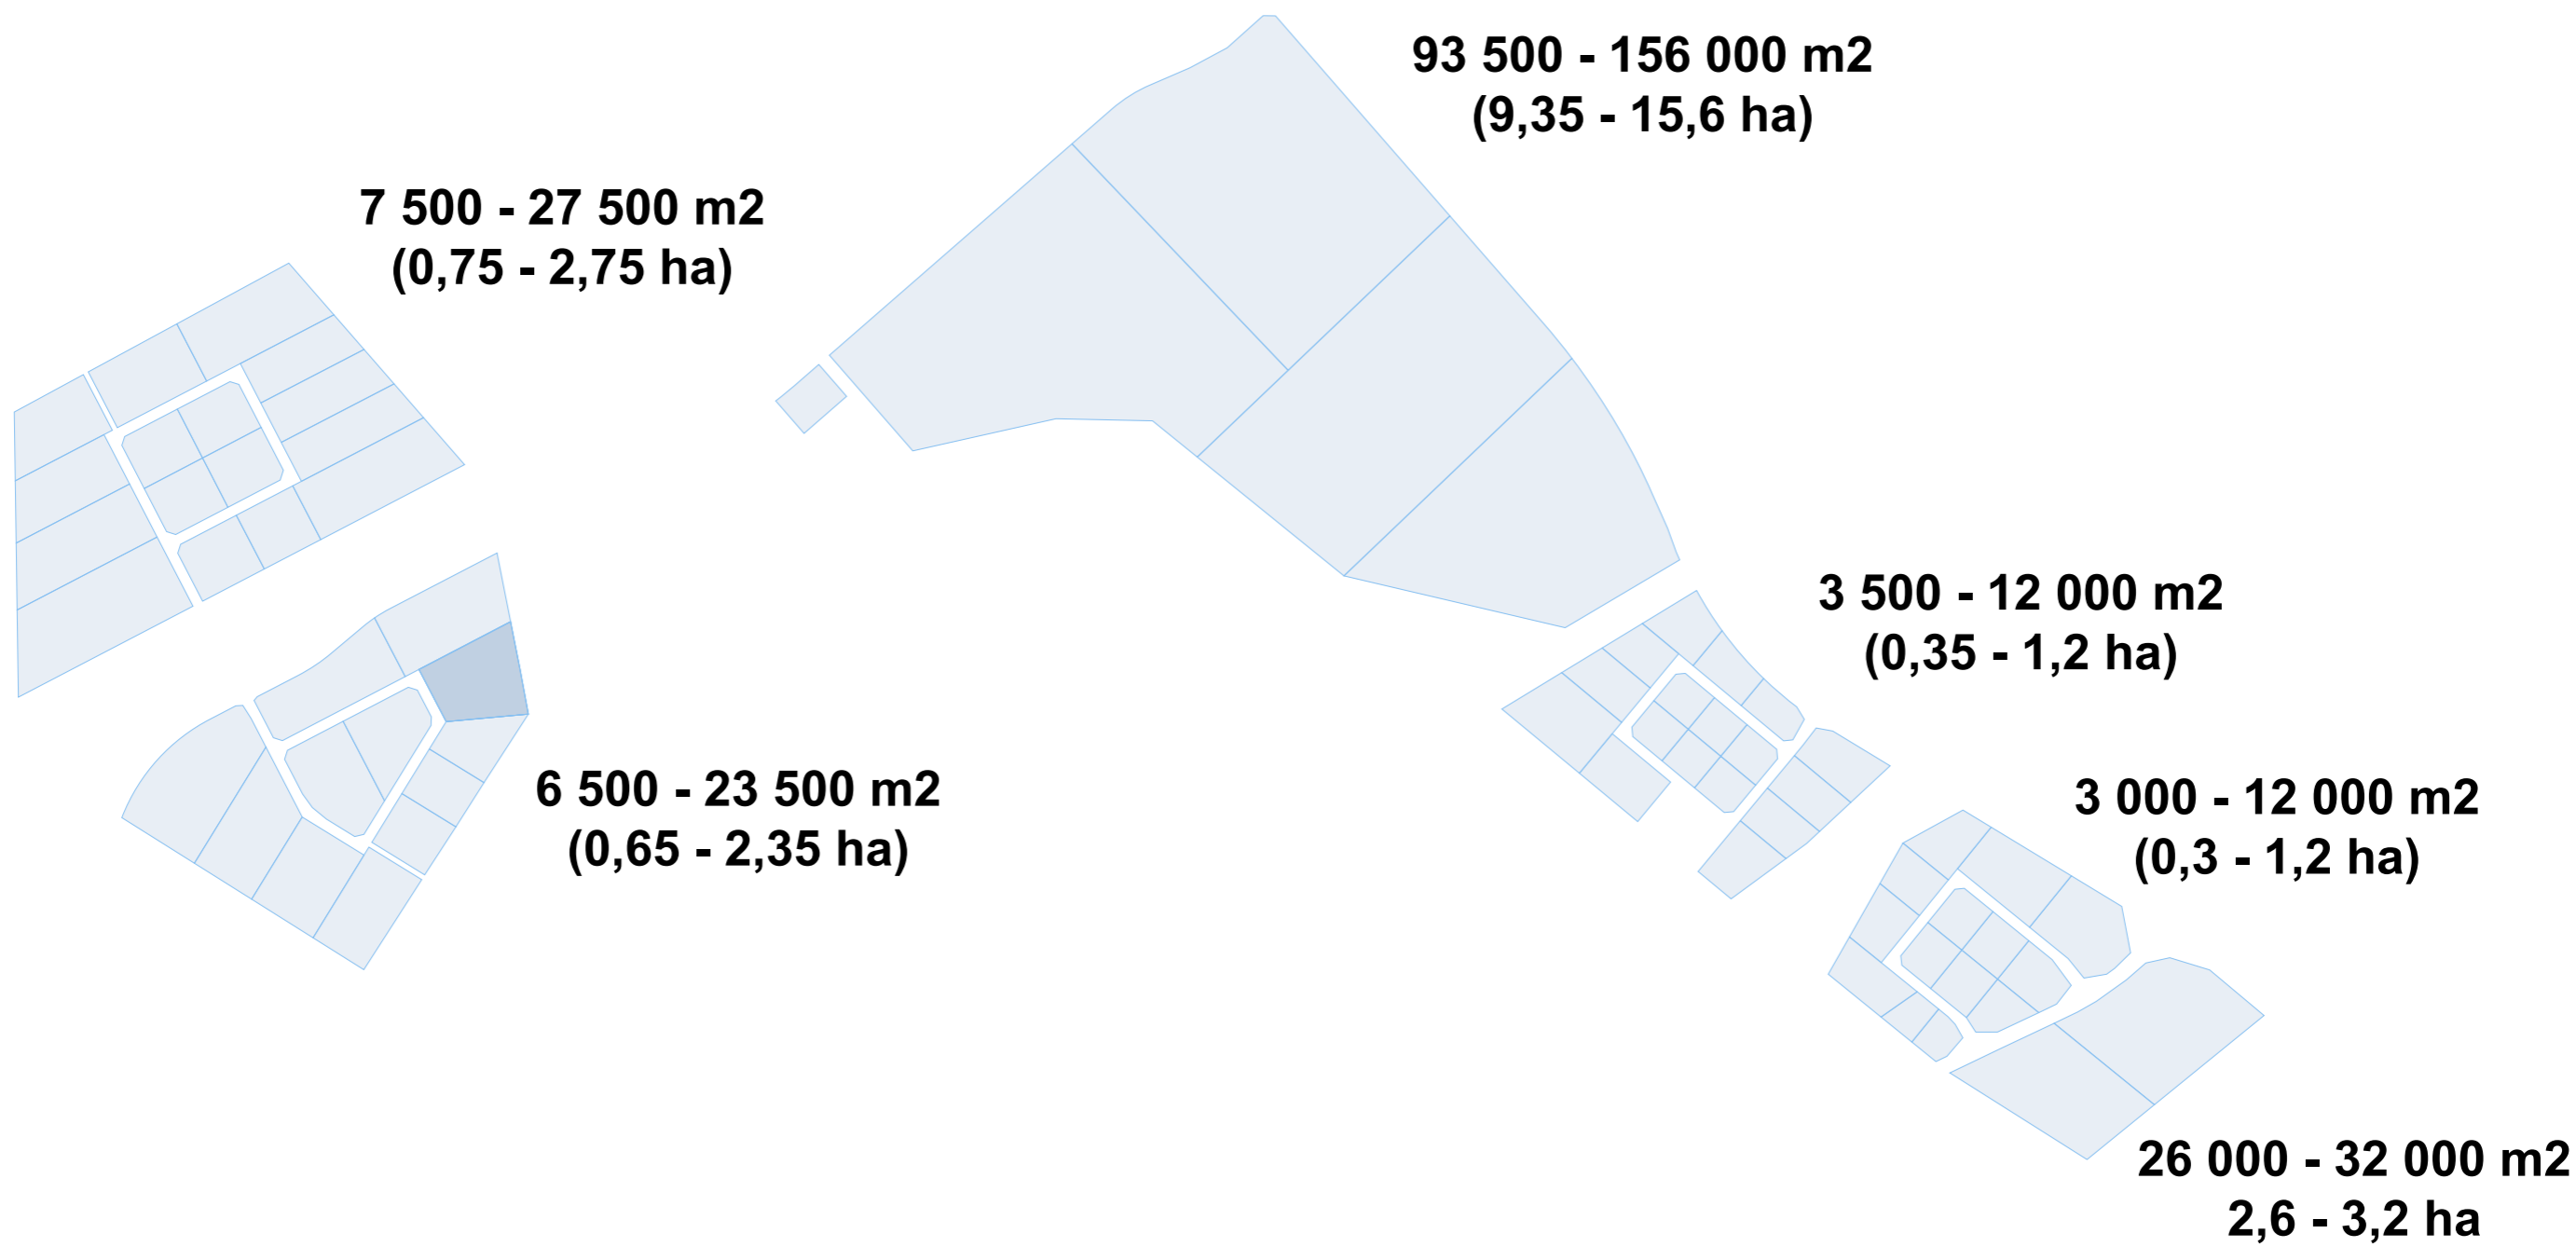 93 500 - 156 000 m2
(9,35 - 15,6 ha)
7 500 - 27 500 m2
(0,75 - 2,75 ha)
3 500 - 12 000 m2
(0,35 - 1,2 ha)
6 500 - 23 500 m2
(0,65 - 2,35 ha)
3 000 - 12 000 m2
(0,3 - 1,2 ha)
26 000 - 32 000 m2
2,6 - 3,2 ha